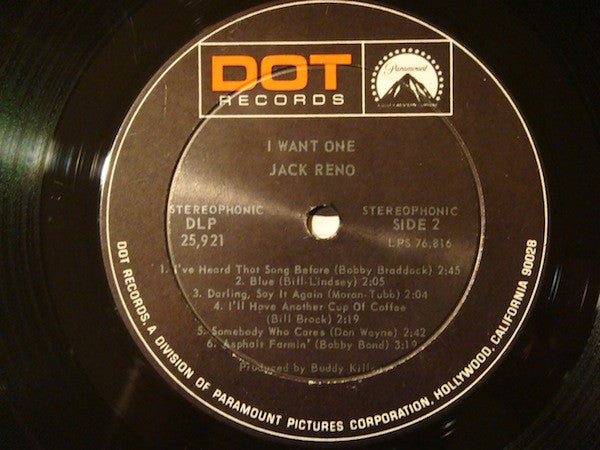 DOT
RECORDS
Paramount
I WANT ONE
JACK RENO
STEREOPHONIC
DLP
25,921
STEREOPHONIC
SIDE 2
LPS 76,816
1. I've Heard That Song Before (Bobby Braddock) 2:45
2. Blue (Bill Lindsey) 2:05
3. Darling, Say It Again (Moran-Tubb) 2:04
4. I'll Have Another Cup Of Coffee
(Bill Brock) 2:19
5. Somebody Who Cares (Don Wayne) 2:42
6. Asphalt Farmin' (Bobby Bond) 3:19
Produced by Buddy
DOT RECORDS, A DIVISION OF PARAMOUNT PICTURES CORPORATION, HOLLYWOOD, CALIFORNIA 90028